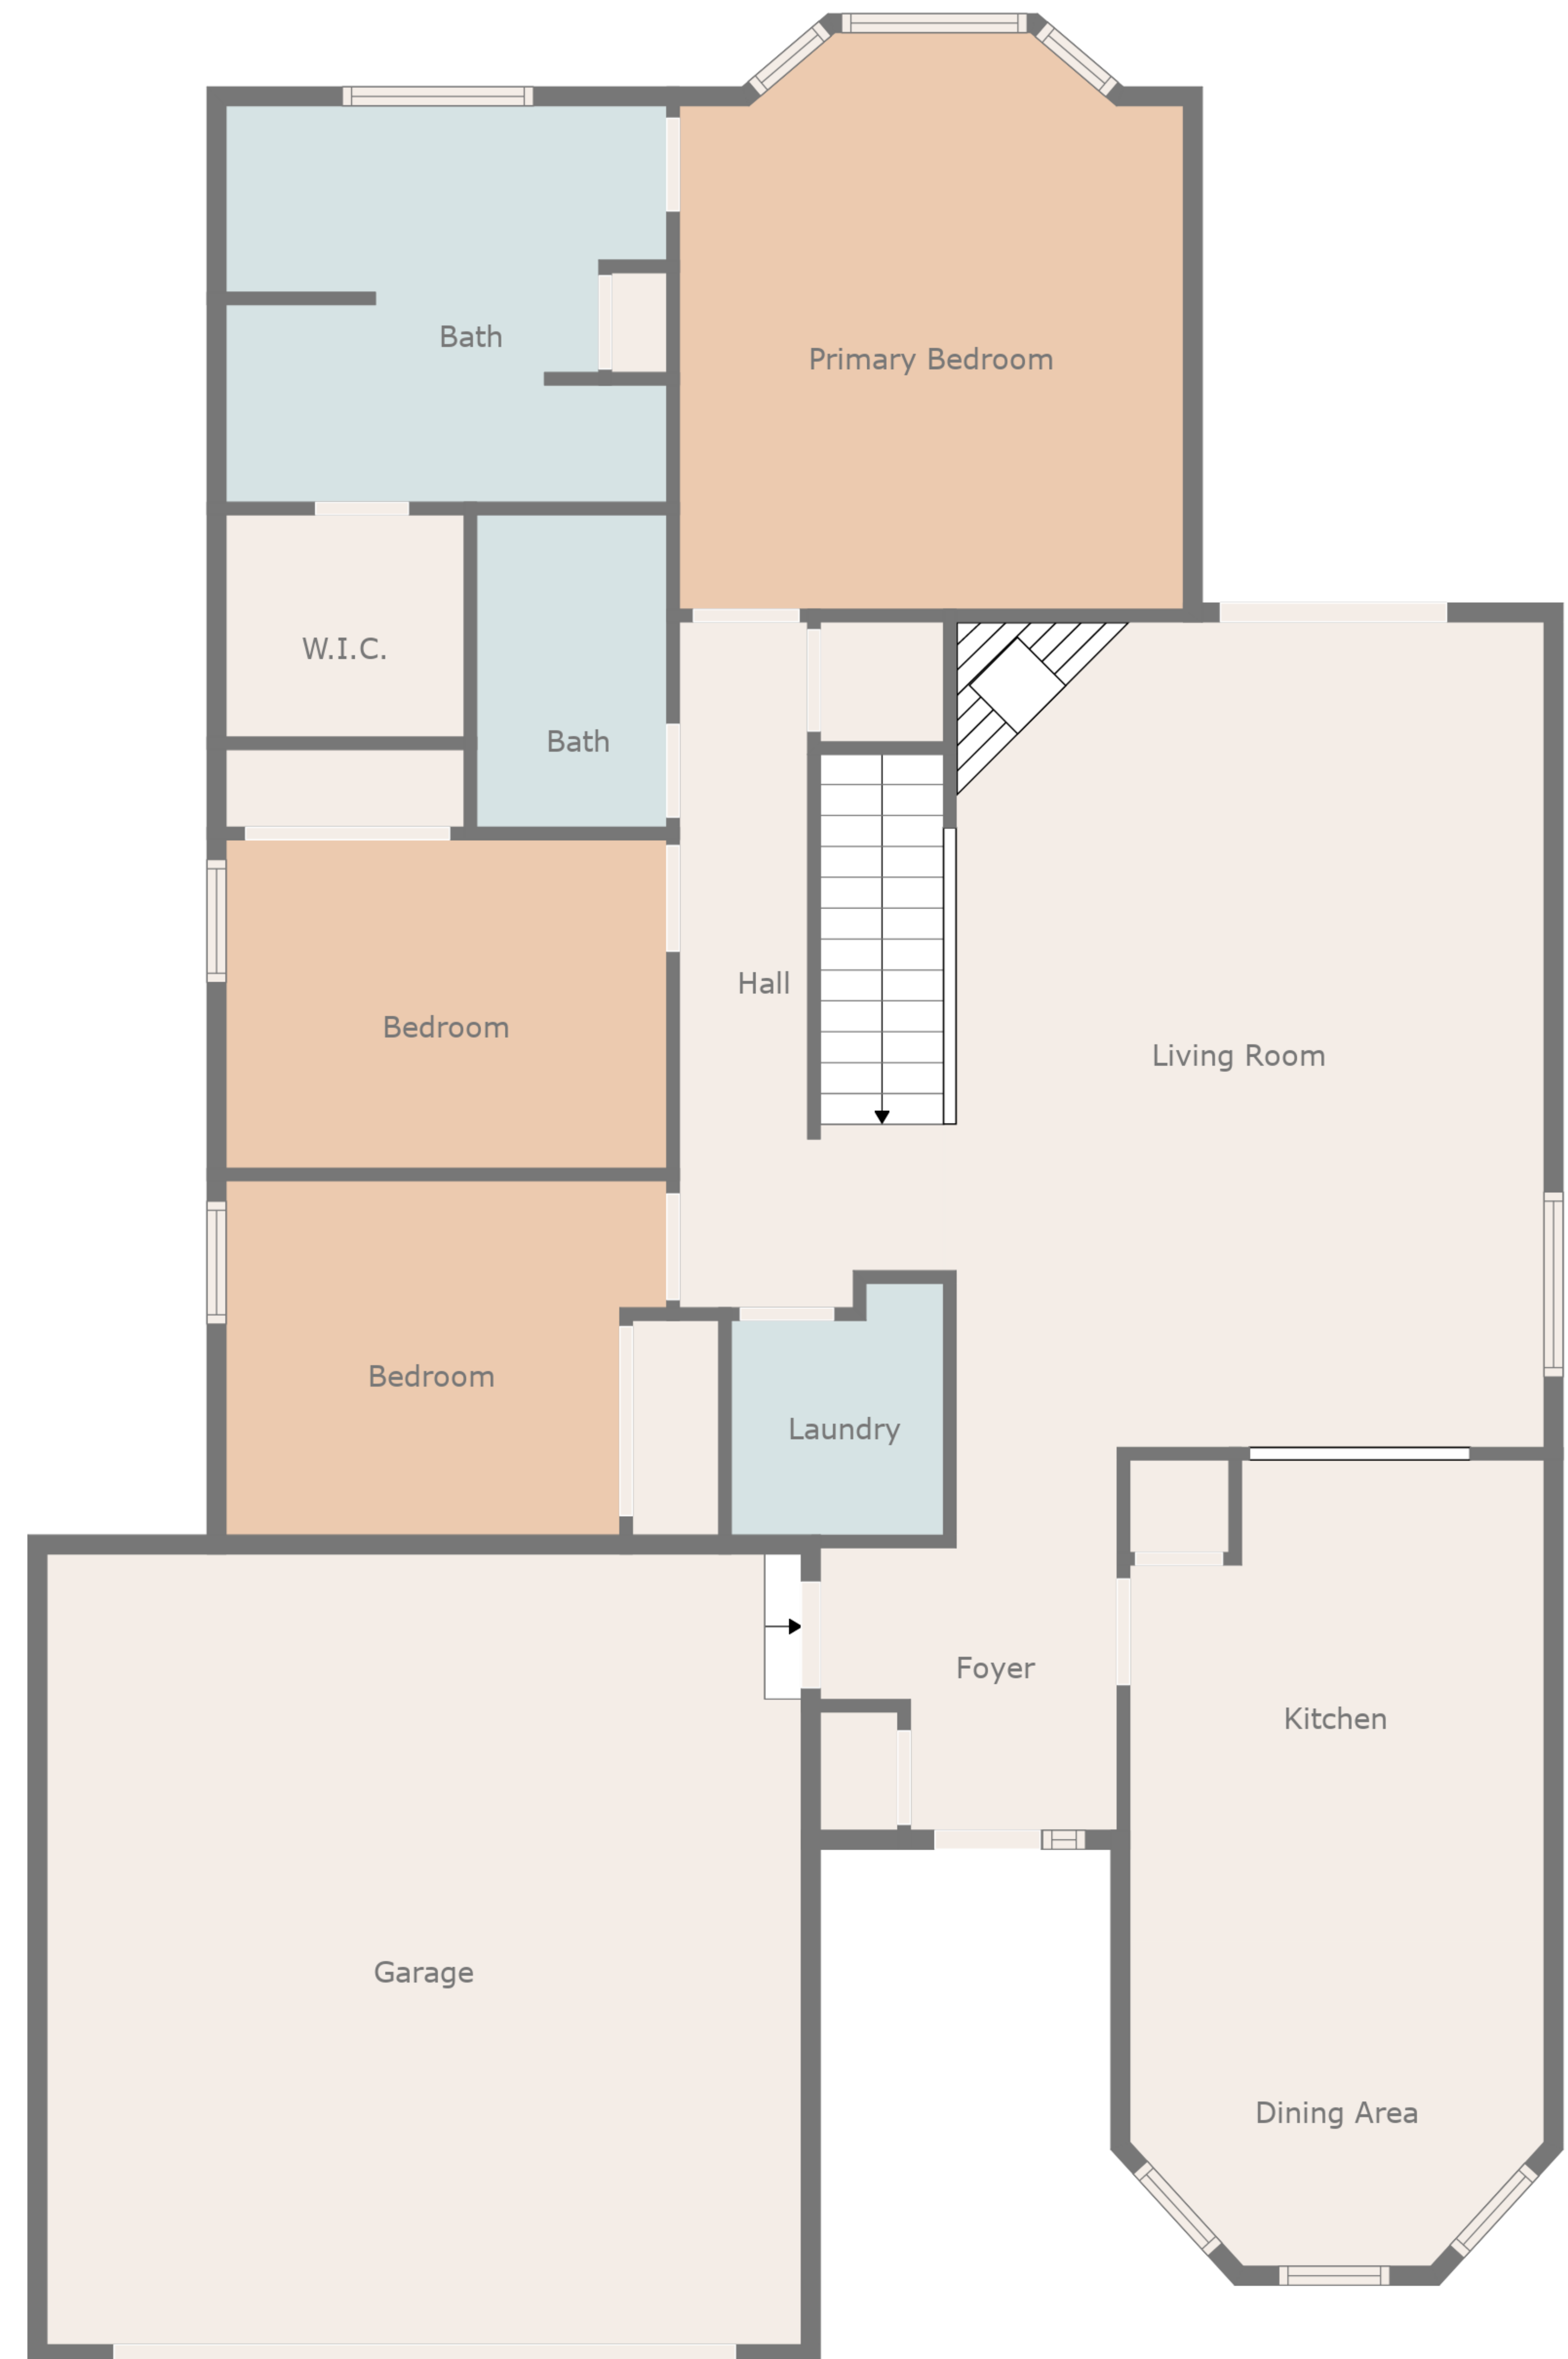 Bath
Primary Bedroom
W.I.C.
Bath
Hall
Bedroom
Living Room
Bedroom
Laundry
Foyer
Kitchen
Garage
Dining Area